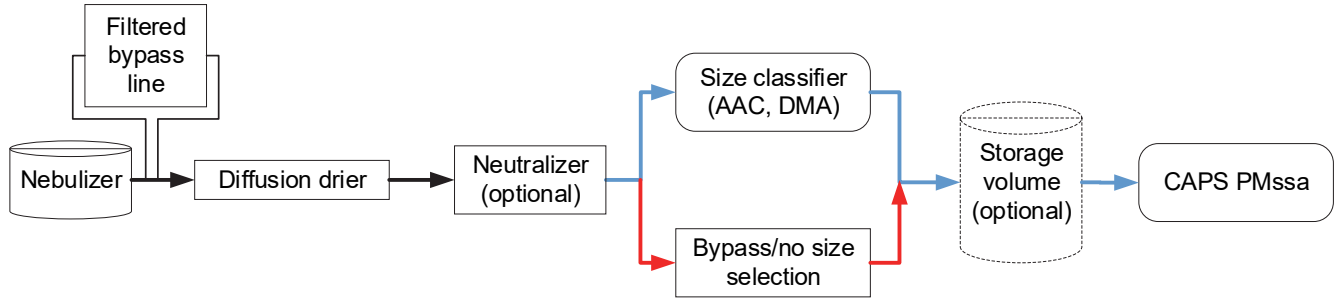 Filtered
bypass
line
Nebulizer
Diffusion drier
Neutralizer
(optional)
Size classifier
(AAC, DMA)
Bypass/no size
selection
Storage
volume
(optional)
CAPS PMssa